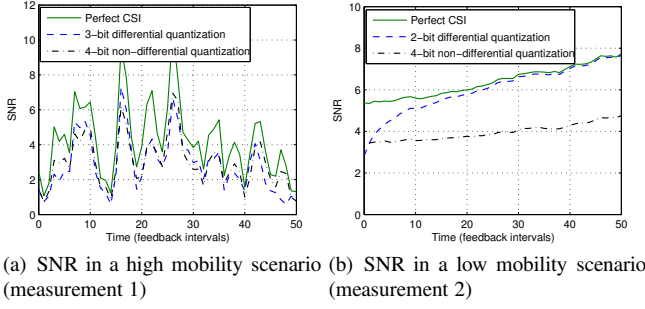 12
10
8
6
4
2
0
SNR
Perfect CSI
3-bit differential quantization
4-bit non-differential quantization
0 10 20 30 40 50
Time (feedback intervals)
10
8
6
4
2
0
SNR
Perfect CSI
2-bit differential quantization
4-bit non-differential quantization
0 10 20 30 40 50
Time (feedback intervals)
(a) SNR in a high mobility scenario
(measurement 1)
(b) SNR in a low mobility scenario
(measurement 2)